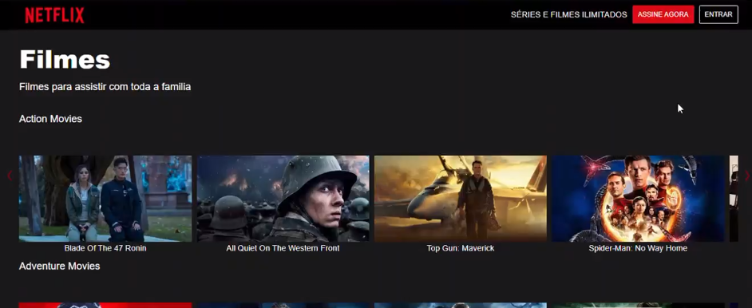 NETFLIX
SÉRIES E FILMES ILIMITADOS ASSINE AGORA ENTRAR
Filmes
Filmes para assistir com toda a familia
Action Movies
Blade Of The 47 Ronin All Quiet On The Western Front Top Gun: Maverick Spider-Man: No Way Home
Adventure Movies